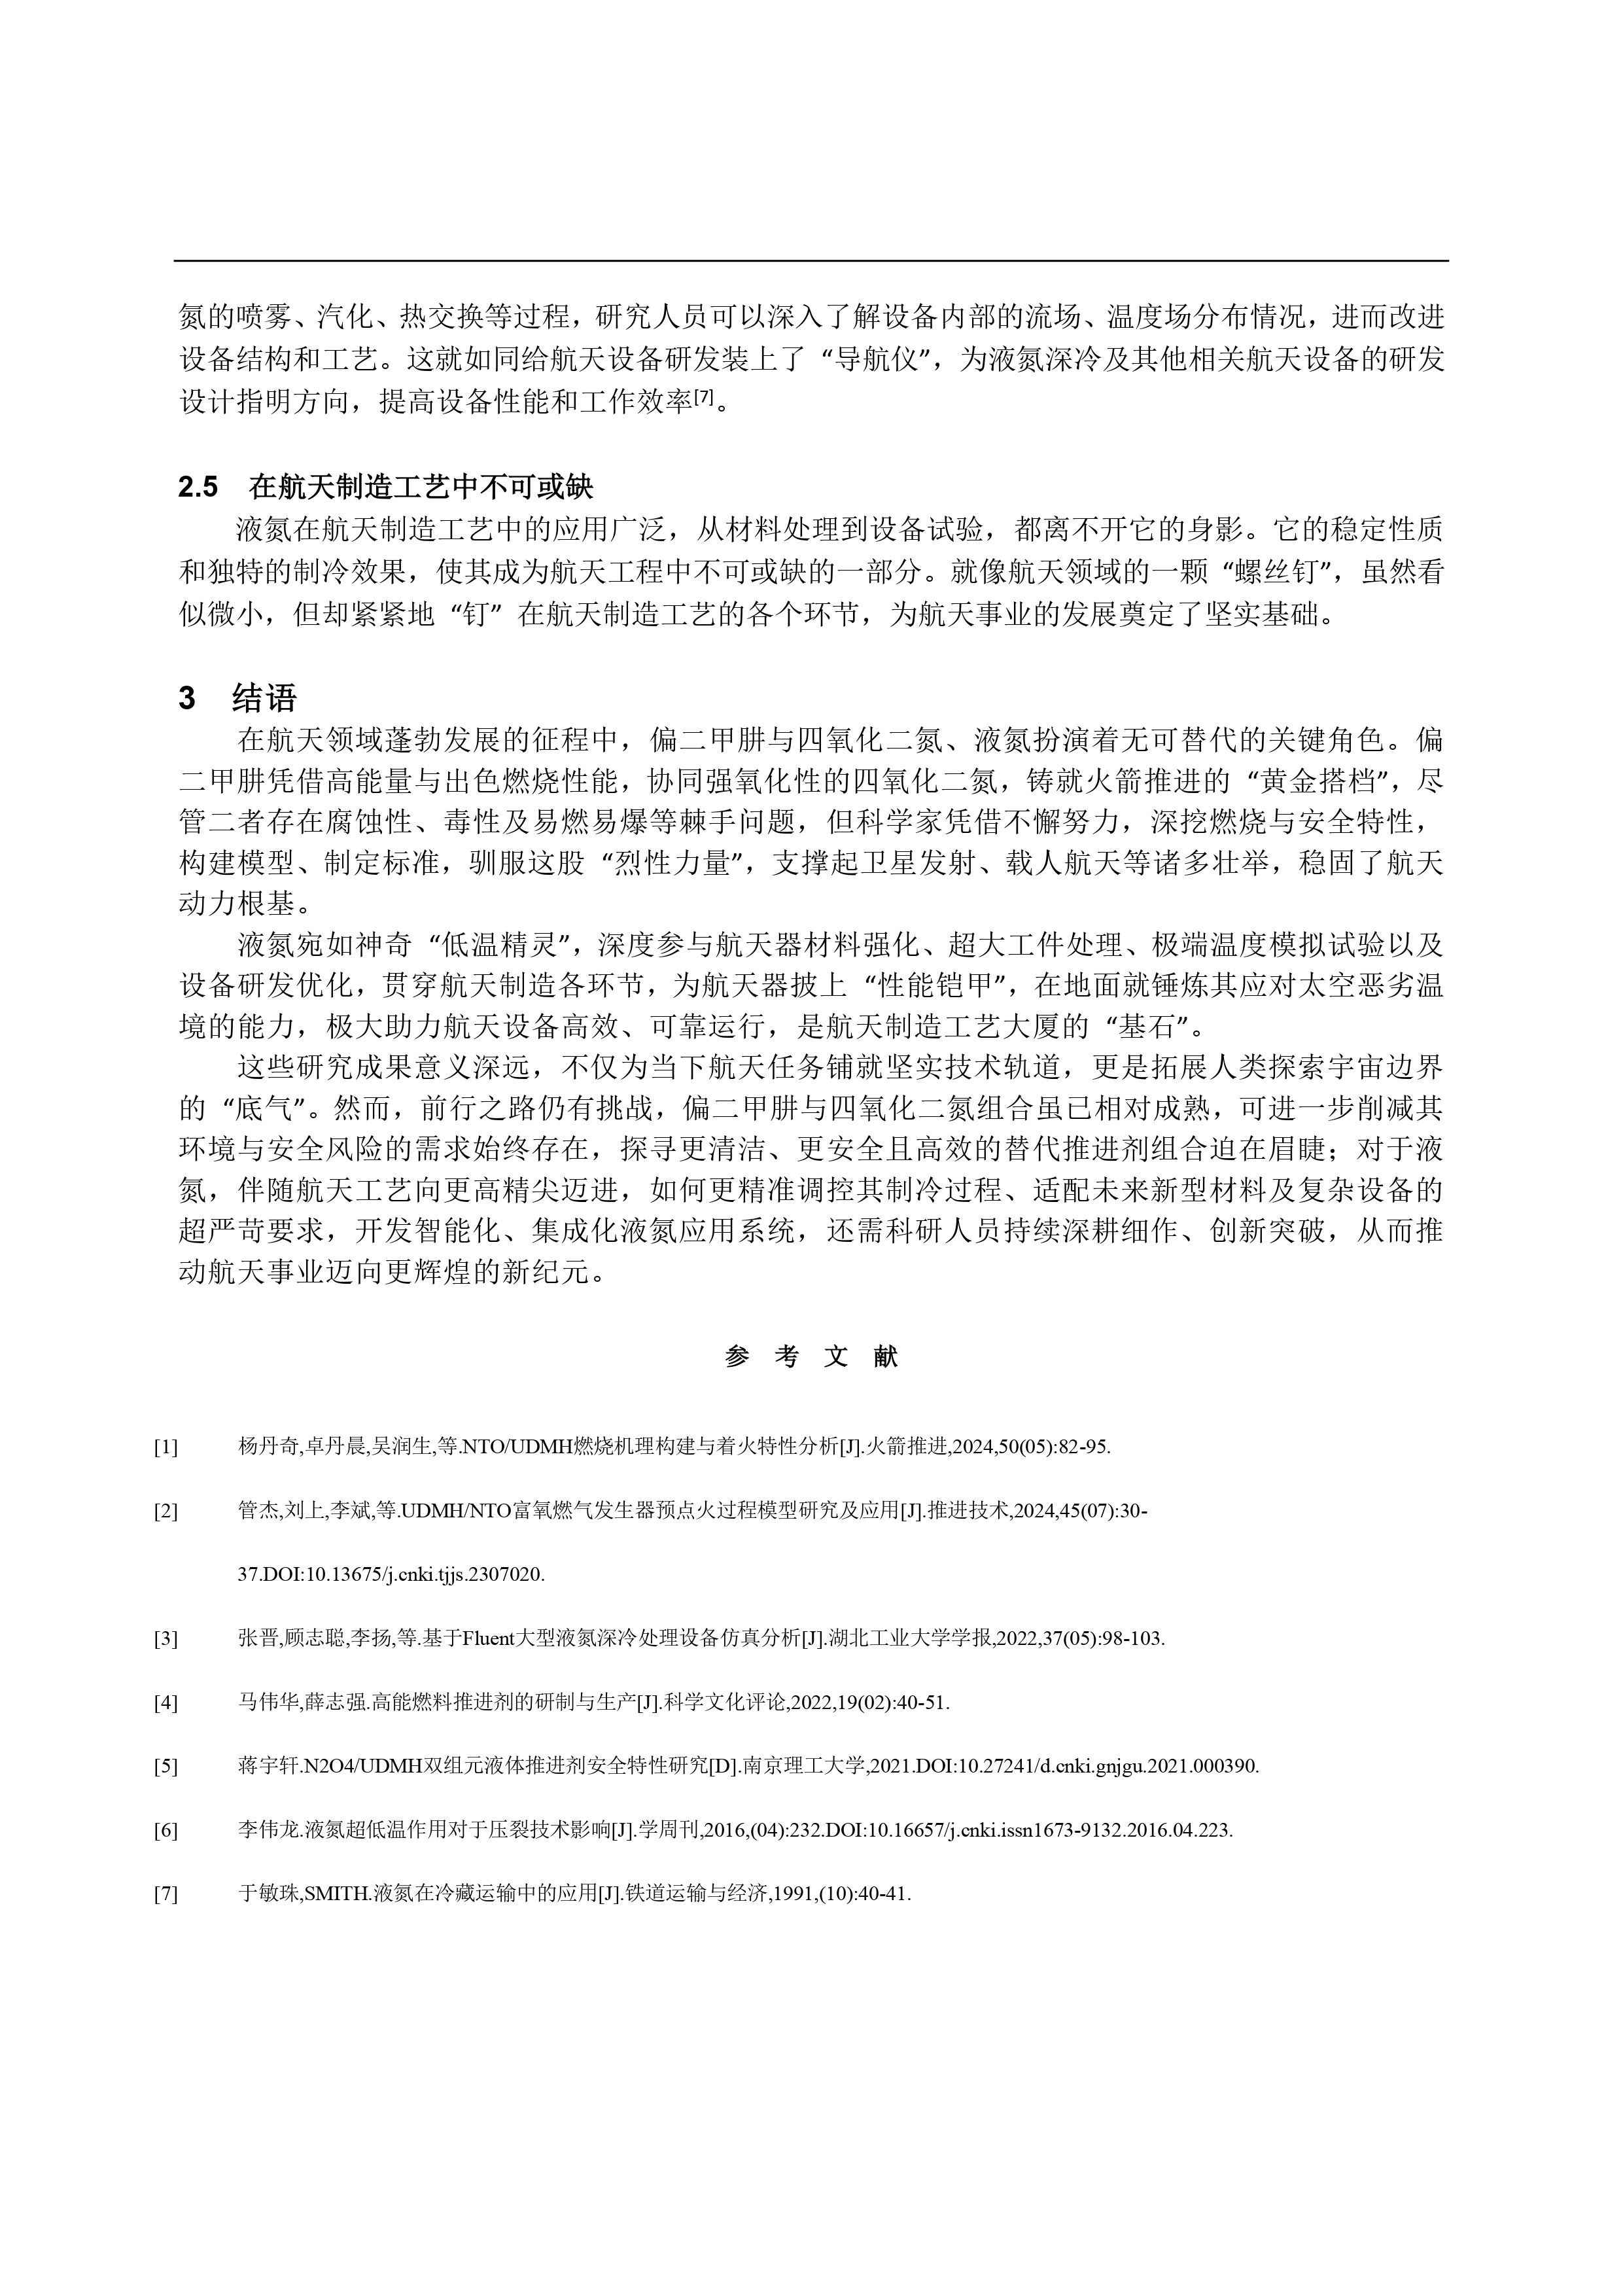 氮的喷雾、汽化、热交换等过程，研究人员可以深入了解设备内部的流场、温度场分布情况，进而改进
设备结构和工艺。这就如同给航天设备研发装上了 “导航仪”，为液氮深冷及其他相关航天设备的研发
设计指明方向，提高设备性能和工作效率[7]。
2.5 在航天制造工艺中不可或缺
液氮在航天制造工艺中的应用广泛，从材料处理到设备试验，都离不开它的身影。它的稳定性质
和独特的制冷效果，使其成为航天工程中不可或缺的一部分。就像航天领域的一颗 “螺丝钉”，虽然看
似微小，但却紧紧地 “钉” 在航天制造工艺的各个环节，为航天事业的发展奠定了坚实基础。
3 结语
在航天领域蓬勃发展的征程中，偏二甲肼与四氧化二氮、液氮扮演着无可替代的关键角色。偏
二甲肼凭借高能量与出色燃烧性能，协同强氧化性的四氧化二氮，铸就火箭推进的 “黄金搭档”，尽
管二者存在腐蚀性、毒性及易燃易爆等棘手问题，但科学家凭借不懈努力，深挖燃烧与安全特性，
构建模型、制定标准，驯服这股 “烈性力量”，支撑起卫星发射、载人航天等诸多壮举，稳固了航天
动力根基。
液氮宛如神奇 “低温精灵”，深度参与航天器材料强化、超大工件处理、极端温度模拟试验以及
设备研发优化，贯穿航天制造各环节，为航天器披上 “性能铠甲”，在地面就锤炼其应对太空恶劣温
境的能力，极大助力航天设备高效、可靠运行，是航天制造工艺大厦的 “基石”。
这些研究成果意义深远，不仅为当下航天任务铺就坚实技术轨道，更是拓展人类探索宇宙边界
的 “底气”。然而，前行之路仍有挑战，偏二甲肼与四氧化二氮组合虽已相对成熟，可进一步削减其
环境与安全风险的需求始终存在，探寻更清洁、更安全且高效的替代推进剂组合迫在眉睫；对于液
氮，伴随航天工艺向更高精尖迈进，如何更精准调控其制冷过程、适配未来新型材料及复杂设备的
超严苛要求，开发智能化、集成化液氮应用系统，还需科研人员持续深耕细作、创新突破，从而推
动航天事业迈向更辉煌的新纪元。
参 考 文 献
[1] 杨丹奇,卓丹晨,吴润生,等.NTO/UDMH燃烧机理构建与着火特性分析[J].火箭推进,2024,50(05):82-95.
[2] 管杰,刘上,李斌,等.UDMH/NTO富氧燃气发生器预点火过程模型研究及应用[J].推进技术,2024,45(07):30-
37.DOI:10.13675/j.cnki.tjjs.2307020.
[3] 张晋,顾志聪,李扬,等.基于Fluent大型液氮深冷处理设备仿真分析[J].湖北工业大学学报,2022,37(05):98-103.
[4] 马伟华,薛志强.高能燃料推进剂的研制与生产[J].科学文化评论,2022,19(02):40-51.
[5] 蒋宇轩.N2O4/UDMH双组元液体推进剂安全特性研究[D].南京理工大学,2021.DOI:10.27241/d.cnki.gnjgu.2021.000390.
[6] 李伟龙.液氮超低温作用对于压裂技术影响[J].学周刊,2016,(04):232.DOI:10.16657/j.cnki.issn1673-9132.2016.04.223.
[7] 于敏珠,SMITH.液氮在冷藏运输中的应用[J].铁道运输与经济,1991,(10):40-41.